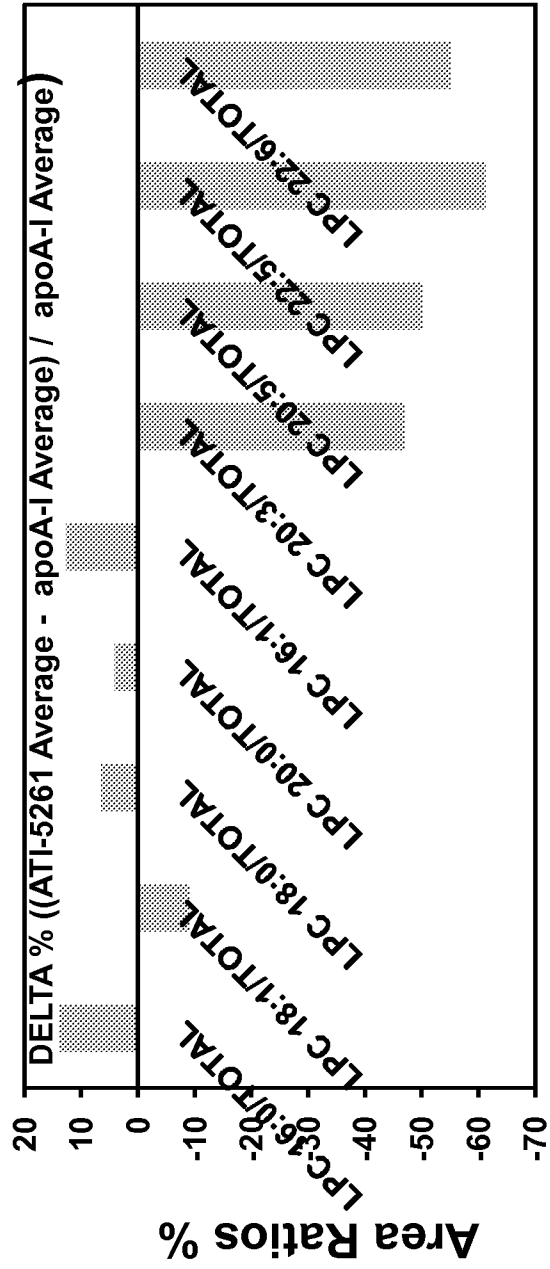 DELTA % ((ATI-5261 Average - apoA-I Average) / apoA-I Average)
Area Ratios %
20
10
0
-10
-20
-30
-40
-50
-60
-70
LPC 16:0/TOTAL
LPC 18:1/TOTAL
LPC 18:0/TOTAL
LPC 20:0/TOTAL
LPC 16:1/TOTAL
LPC 20:3/TOTAL
LPC 20:5/TOTAL
LPC 22:5/TOTAL
LPC 22:6/TOTAL